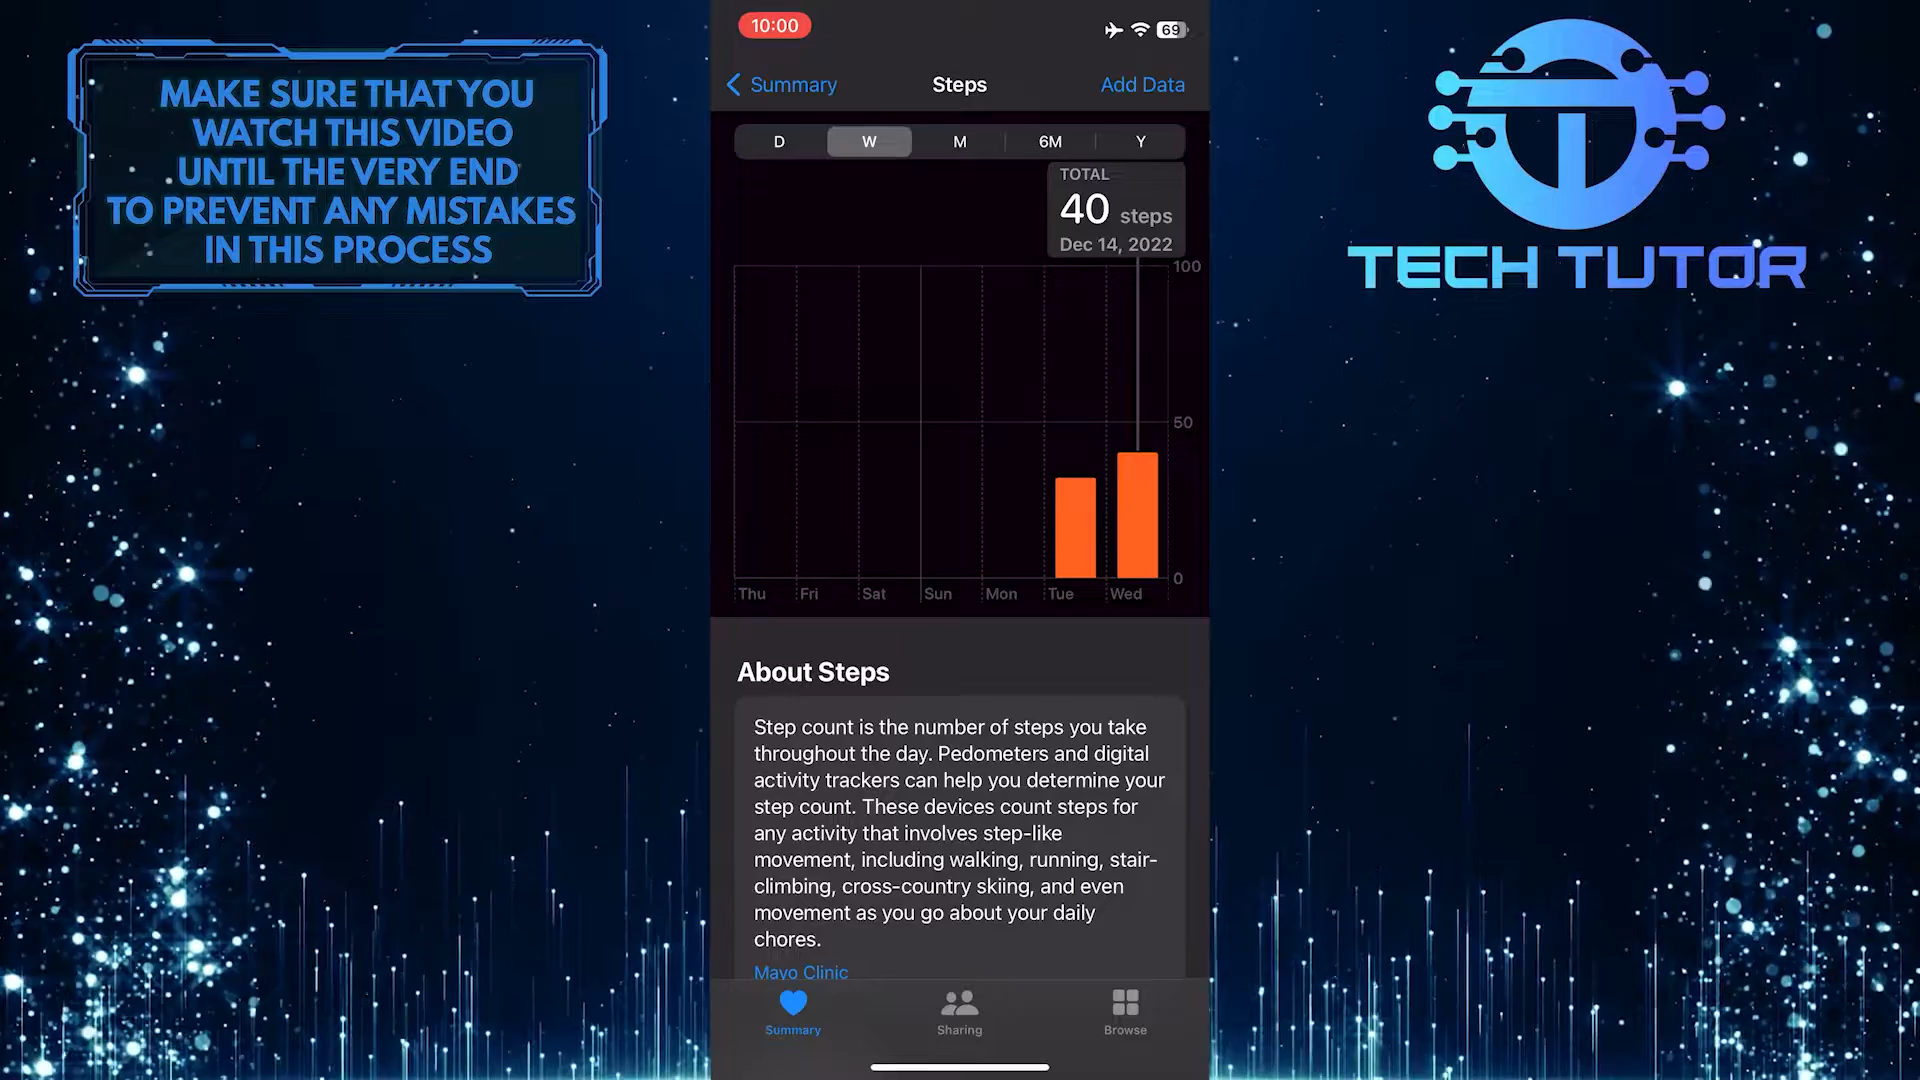 MAKE SURE THAT YOU
WATCH THIS VIDEO
UNTIL THE VERY END
TO PREVENT ANY MISTAKES
IN THIS PROCESS
10:00
69
Summary
Steps
Add Data
D
W
M
6M
Y
TOTAL
40 steps
Dec 14, 2022
100
50
0
Thu
Fri
Sat
Sun
Mon
Tue
Wed
About Steps
Step count is the number of steps you take
throughout the day. Pedometers and digital
activity trackers can help you determine your
step count. These devices count steps for
any activity that involves step-like
movement, including walking, running, stair-
climbing, cross-country skiing, and even
movement as you go about your daily
chores.
Mayo Clinic
Summary
Sharing
Browse
TECH TUTOR